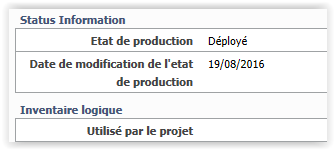 Status Information
Etat de production Déployé
Date de modification de l'etat 19/08/2016
de production
Inventaire logique
Utilisé par le projet